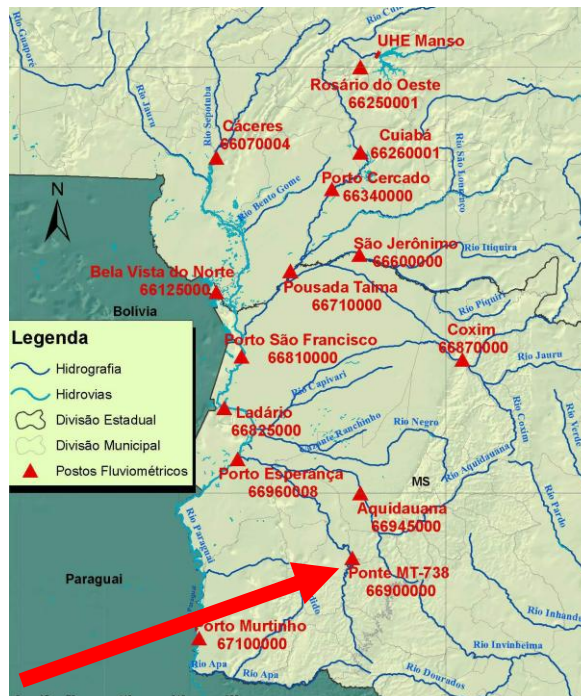 Rio Guaporé
Rio Jauru
Rio Sepotuba
UHE Manso
Rosário do Oeste
66250001
Cáceres
66070004
Cuiabá
66260001
Rio São Lourenço
Porto Cercado
66340000
N
Rio Bento Gome
São Jerônimo
66600000
Rio Itiquira
Bela Vista do Norte
66125000
Pousada Taima
66710000
Rio Piquiri
Bolivia
Porto São Francisco
66810000
Coxim
66870000
Rio Jauru
Legenda
Hidrografia
Hidrovias
Divisão Estadual
Divisão Municipal
Postos Fluviométricos
Rio Capivari
Ladário
66825000
Rio Negro
Rio Coxim
Rio Verde
Porto Esperança
66960008
Rio Aquidauana
MS
Aquidauana
66945000
Rio Pardo
Rio Paraguai
Ponte MT-738
66900000
Paraguai
Porto Murtinho
67100000
Rio Inhandu
Rio Invinheima
Rio Apa
Rio Apa
Rio Dourados